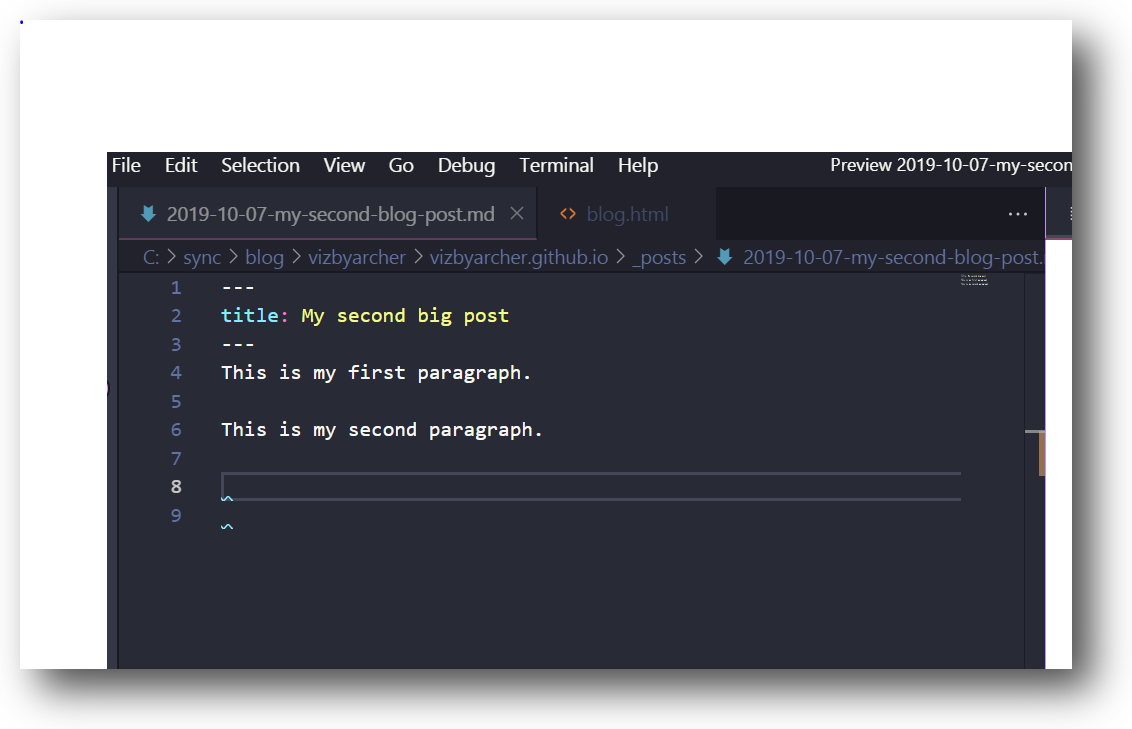 File Edit Selection View Go Debug Terminal Help Preview 2019-10-07-my-secon
2019-10-07-my-second-blog-post.md blog.html ...
C: > sync > blog > vizbyarcher > vizbyarcher.github.io > _posts > 2019-10-07-my-second-blog-post.
1 ---
2 title: My second big post
3 ---
4 This is my first paragraph.
5
6 This is my second paragraph.
7
8
9